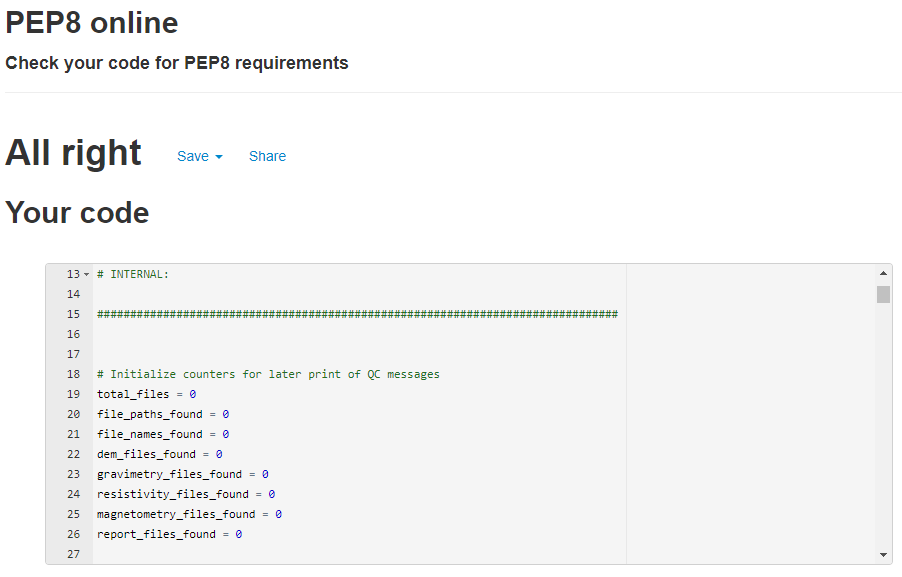 PEP8 online
Check your code for PEP8 requirements
All right Save Share
Your code
13 # INTERNAL:
14
15 ###############################################################################
16
17
18 # Initialize counters for later print of QC messages
19 total_files = 0
20 file_paths_found = 0
21 file_names_found = 0
22 dem_files_found = 0
23 gravimetry_files_found = 0
24 resistivity_files_found = 0
25 magnetometry_files_found = 0
26 report_files_found = 0
27